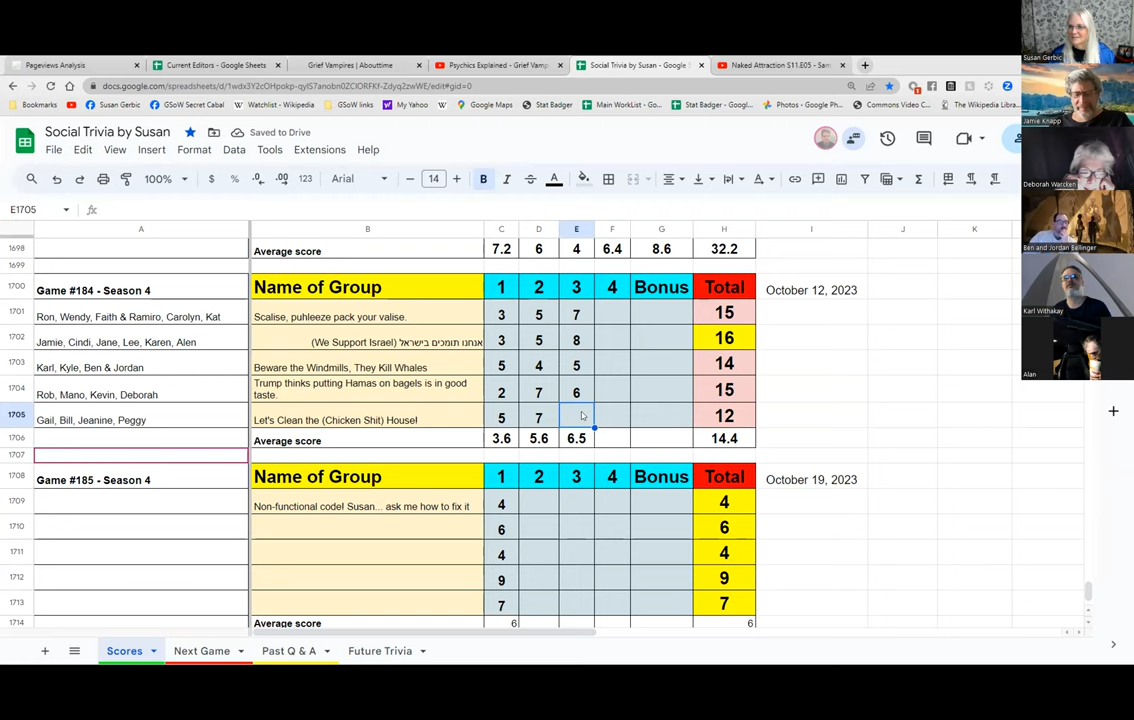 Pageviews Analysis
Current Editors - Google Sheets
Grief Vampires | Abouttime
Psychics Explained - Grief Vamp
Social Trivia by Susan - Google S
Naked Attraction S11.E05 - Sam
Bookmarks
Susan Gerbic
GSoW Secret Cabal
Watchlist - Wikipedia
GSoW links
My Yahoo
Google Maps
Stat Badger
Main WorkList - Go...
Stat Badger - Googl...
Photos - Google Ph...
Commons Video C...
The Wikipedia Libr
Social Trivia by Susan
Saved to Drive
File Edit View Insert Format Data Tools Extensions Help
100% $ % .0 .00 123 Arial 14 B I A
E1705 fx
A B C D E F G H I J K
1698 Average score 7.2 6 4 6.4 8.6 32.2
1699
1700 Game #184 - Season 4 Name of Group 1 2 3 4 Bonus Total October 12, 2023
1701 Ron, Wendy, Faith & Ramiro, Carolyn, Kat Scalise, puhleeze pack your valise. 3 5 7 15
1702 Jamie, Cindi, Jane, Lee, Karen, Alen (We Support Israel) אנחנו תומכים בישראל 3 5 8 16
1703 Karl, Kyle, Ben & Jordan Beware the Windmills, They Kill Whales 5 4 5 14
1704 Rob, Mano, Kevin, Deborah Trump thinks putting Hamas on bagels is in good
taste. 2 7 6 15
1705 Gail, Bill, Jeanine, Peggy Let's Clean the (Chicken Shit) House! 5 7 12
1706 Average score 3.6 5.6 6.5 14.4
1707
1708 Game #185 - Season 4 Name of Group 1 2 3 4 Bonus Total October 19, 2023
1709 Non-functional code! Susan... ask me how to fix it 4 4
1710 6 6
1711 4 4
1712 9 9
1713 7 7
1714 Average score 6 6
Scores Next Game Past Q & A Future Trivia
Susan Gerbic
Jamie Knapp
Deborah Warcken
Ben and Jordan Bellinger
Karl Withakay
Alan